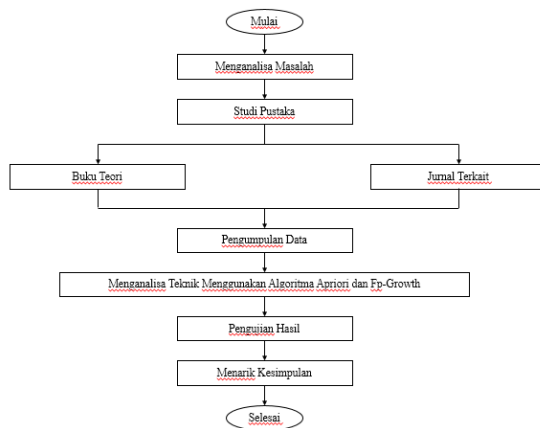 Mulai
Menganalisa Masalah
Studi Pustaka
Buku Teori
Jurnal Terkait
Pengumpulan Data
Menganalisa Teknik Menggunakan Algoritma Apriori dan Fp-Growth
Pengujian Hasil
Menarik Kesimpulan
Selesai